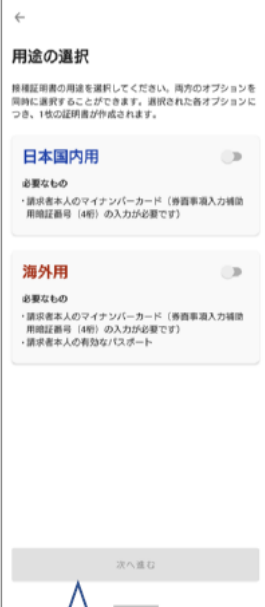 用途の選択
接種証明書の用途を選択してください。両方のオプションを
同時に選択することができます。選択された各オプションに
つき、1枚の証明書が作成されます。
日本国内用
必要なもの
・請求者本人のマイナンバーカード（券面事項入力補助
用暗証番号（4桁）の入力が必要です）
海外用
必要なもの
・請求者本人のマイナンバーカード（券面事項入力補助
用暗証番号（4桁）の入力が必要です）
・請求者本人の有効なパスポート
次へ進む